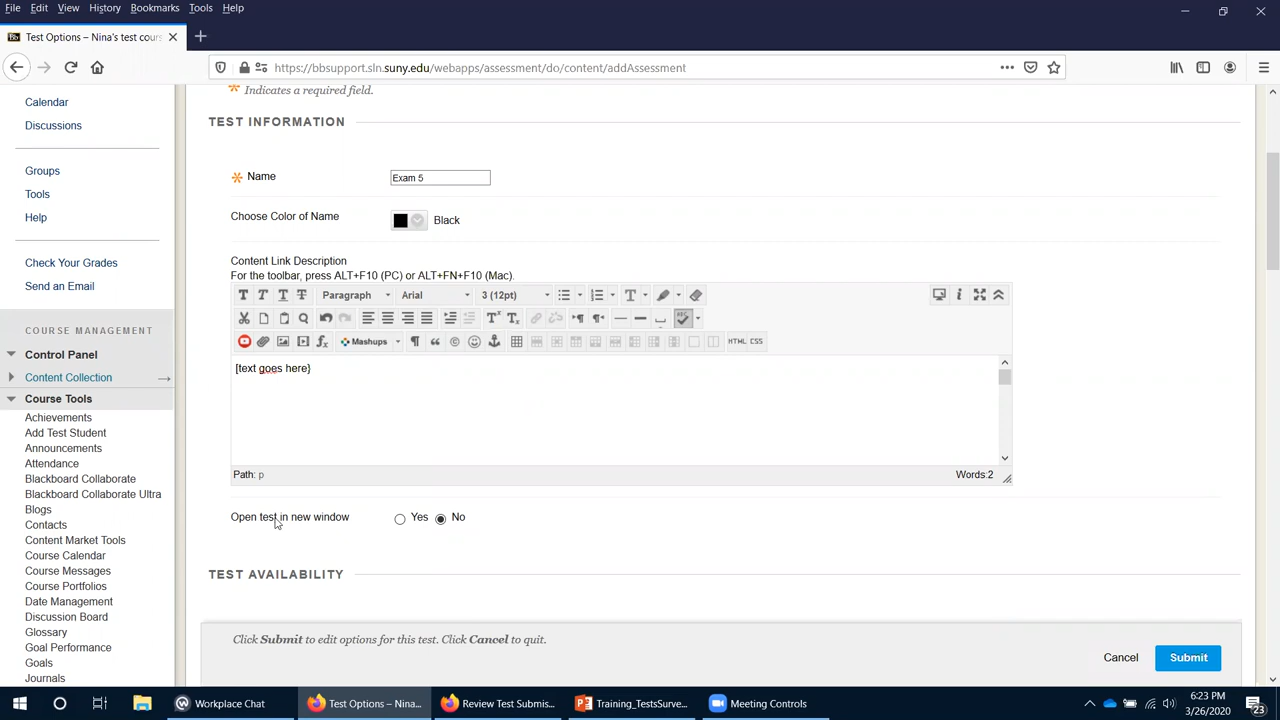 File Edit View History Bookmarks Tools Help
Bb Test Options – Nina's test cours
https://bbsupport.sln.suny.edu/webapps/assessment/do/content/addAssessment
Calendar
Discussions
Groups
Tools
Help
Check Your Grades
Send an Email
COURSE MANAGEMENT
Control Panel
Content Collection
Course Tools
Achievements
Add Test Student
Announcements
Attendance
Blackboard Collaborate
Blackboard Collaborate Ultra
Blogs
Contacts
Content Market Tools
Course Calendar
Course Messages
Course Portfolios
Date Management
Discussion Board
Glossary
Goal Performance
Goals
Journals
Indicates a required field.
TEST INFORMATION
Name Exam 5
Choose Color of Name Black
Content Link Description
For the toolbar, press ALT+F10 (PC) or ALT+FN+F10 (Mac).
Paragraph Arial 3 (12pt)
Mashups HTML CSS
[text goes here}
Path: p Words:2
Open test in new window Yes No
TEST AVAILABILITY
Click Submit to edit options for this test. Click Cancel to quit.
Cancel Submit
Workplace Chat Test Options – Nina... Review Test Submis... Training_TestsSurve... Meeting Controls
6:23 PM
3/26/2020
23